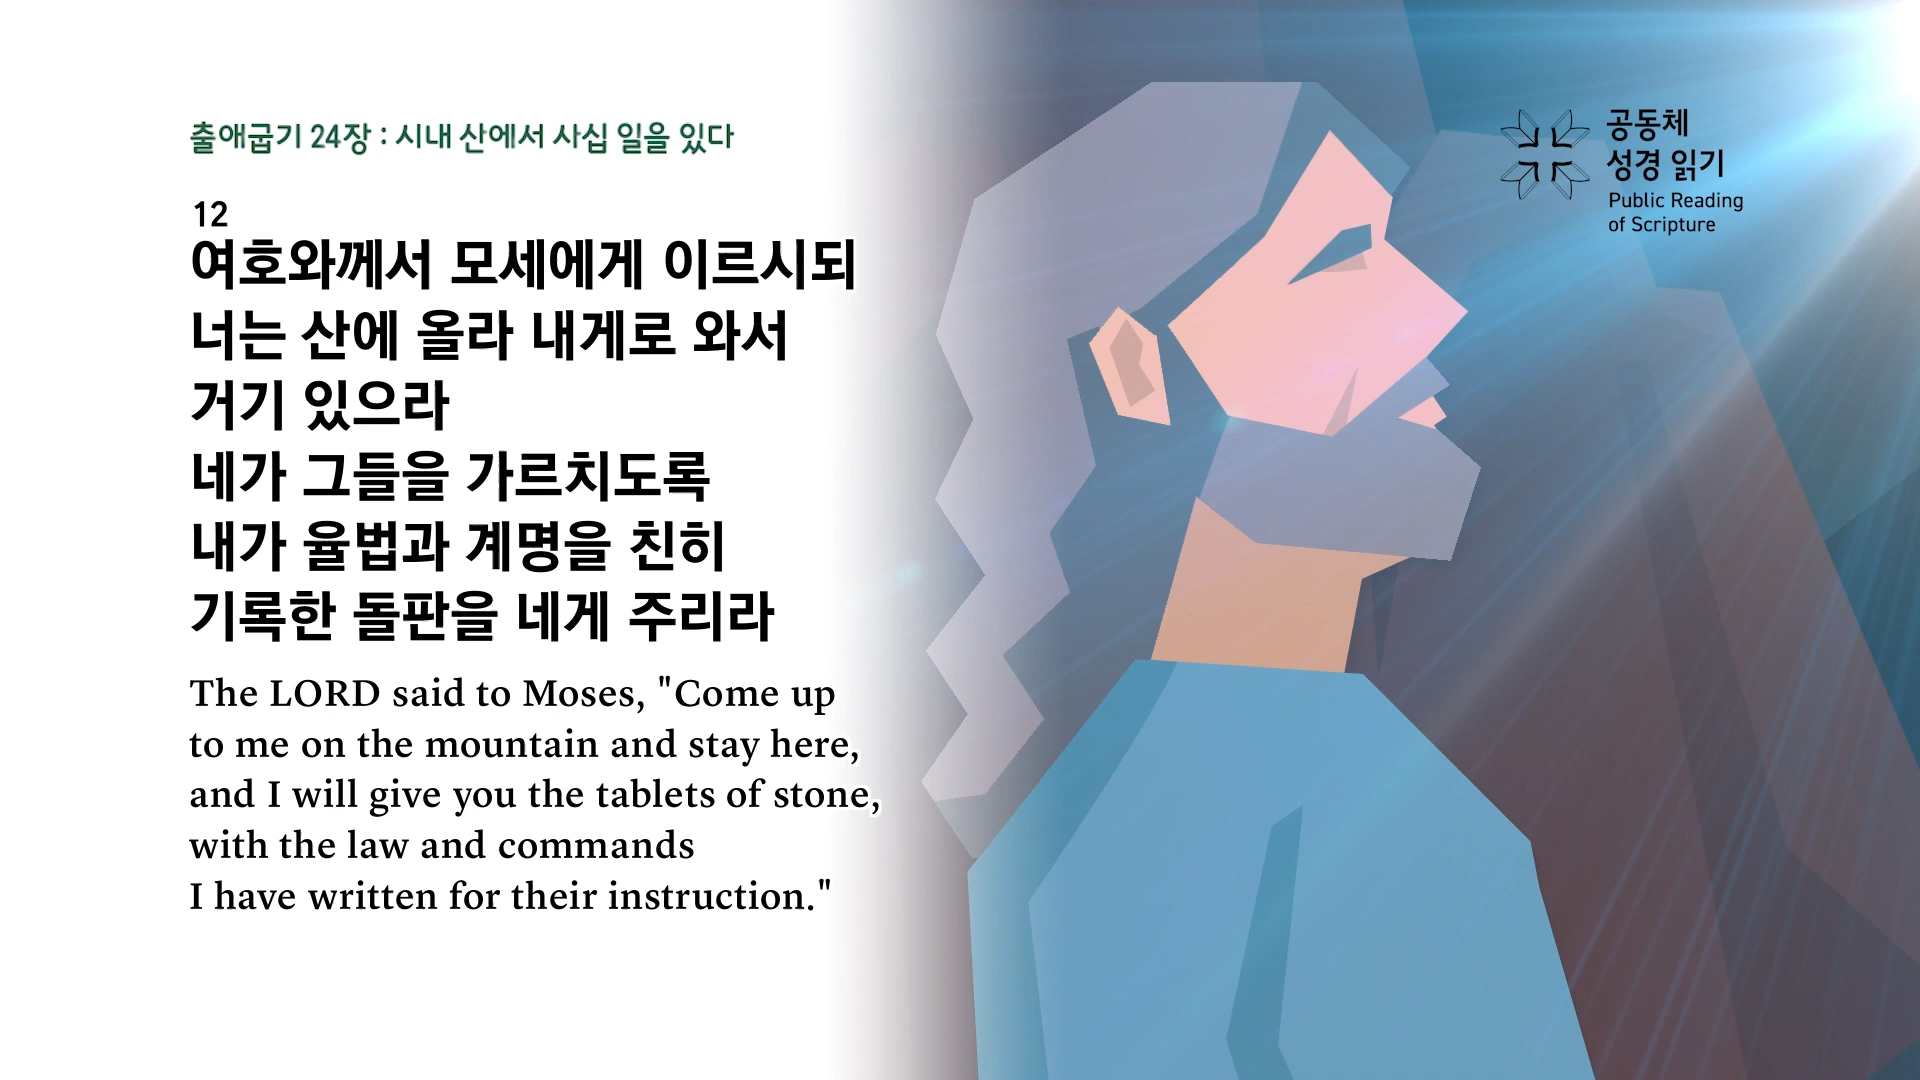 출애굽기 24장 : 시내 산에서 사십 일을 있다
12
여호와께서 모세에게 이르시되
너는 산에 올라 내게로 와서
거기 있으라
네가 그들을 가르치도록
내가 율법과 계명을 친히
기록한 돌판을 네게 주리라
The LORD said to Moses, "Come up
to me on the mountain and stay here,
and I will give you the tablets of stone,
with the law and commands
I have written for their instruction."
공동체
성경 읽기
Public Reading
of Scripture